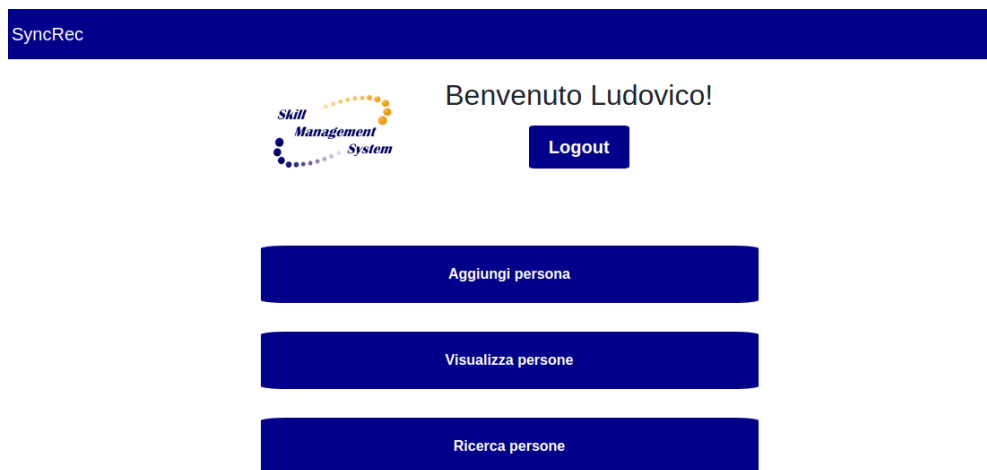 SyncRec
Skill
Management
System
Benvenuto Ludovico!
Logout
Aggiungi persona
Visualizza persone
Ricerca persone